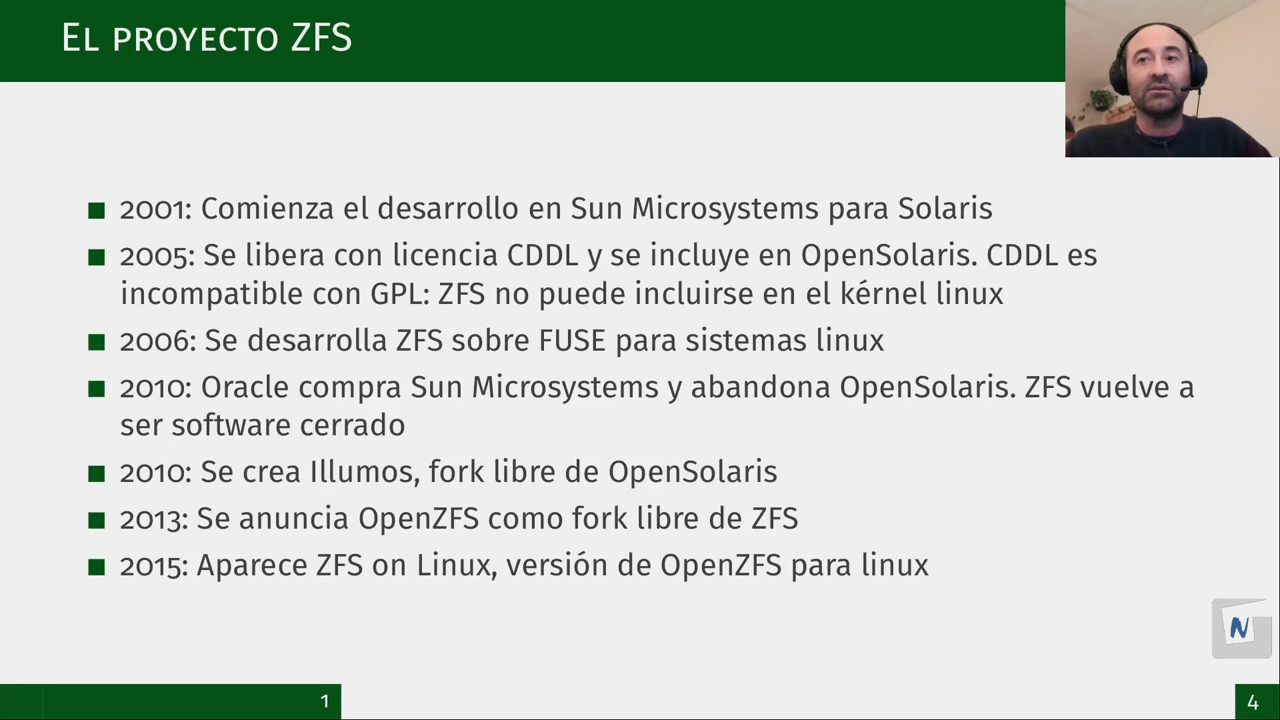 El proyecto ZFS
2001: Comienza el desarrollo en Sun Microsystems para Solaris
2005: Se libera con licencia CDDL y se incluye en OpenSolaris. CDDL es
incompatible con GPL: ZFS no puede incluirse en el kérnel linux
2006: Se desarrolla ZFS sobre FUSE para sistemas linux
2010: Oracle compra Sun Microsystems y abandona OpenSolaris. ZFS vuelve a
ser software cerrado
2010: Se crea Illumos, fork libre de OpenSolaris
2013: Se anuncia OpenZFS como fork libre de ZFS
2015: Aparece ZFS on Linux, versión de OpenZFS para linux
N
1
4